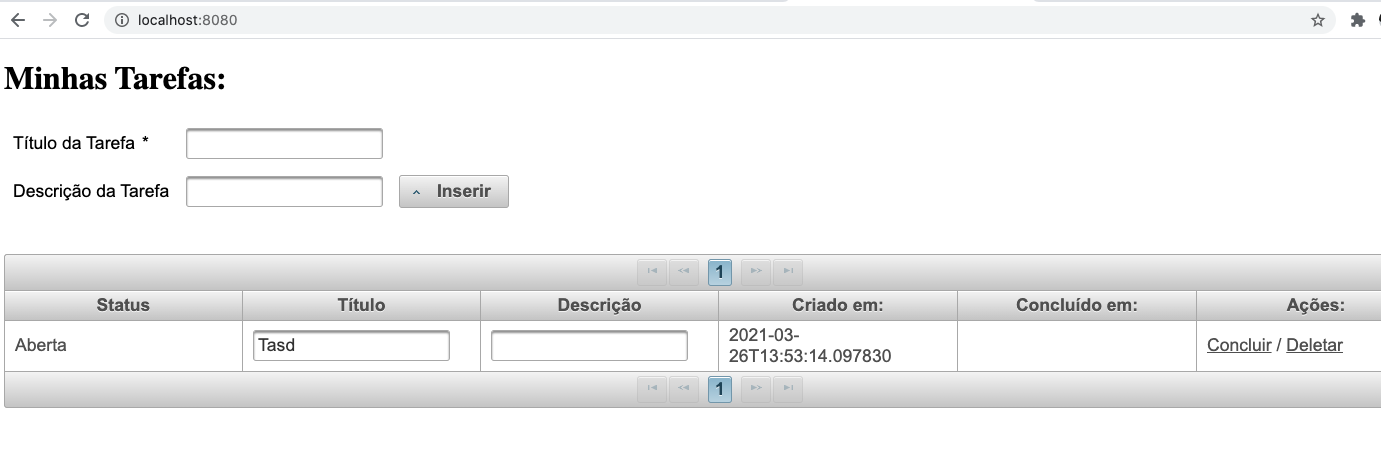 localhost:8080
Minhas Tarefas:
Título da Tarefa *
Descrição da Tarefa Inserir
1
Status Título Descrição Criado em: Concluído em: Ações:
Aberta Tasd 2021-03-
26T13:53:14.097830 Concluir / Deletar
1